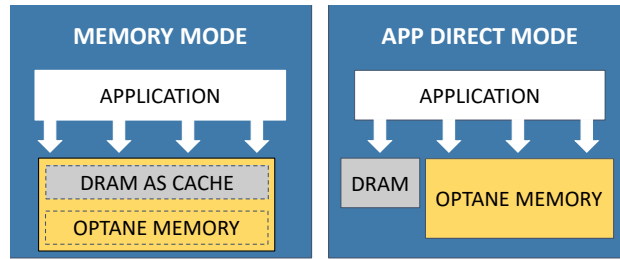 MEMORY MODE
APPLICATION
DRAM AS CACHE
OPTANE MEMORY
APP DIRECT MODE
APPLICATION
DRAM
OPTANE MEMORY